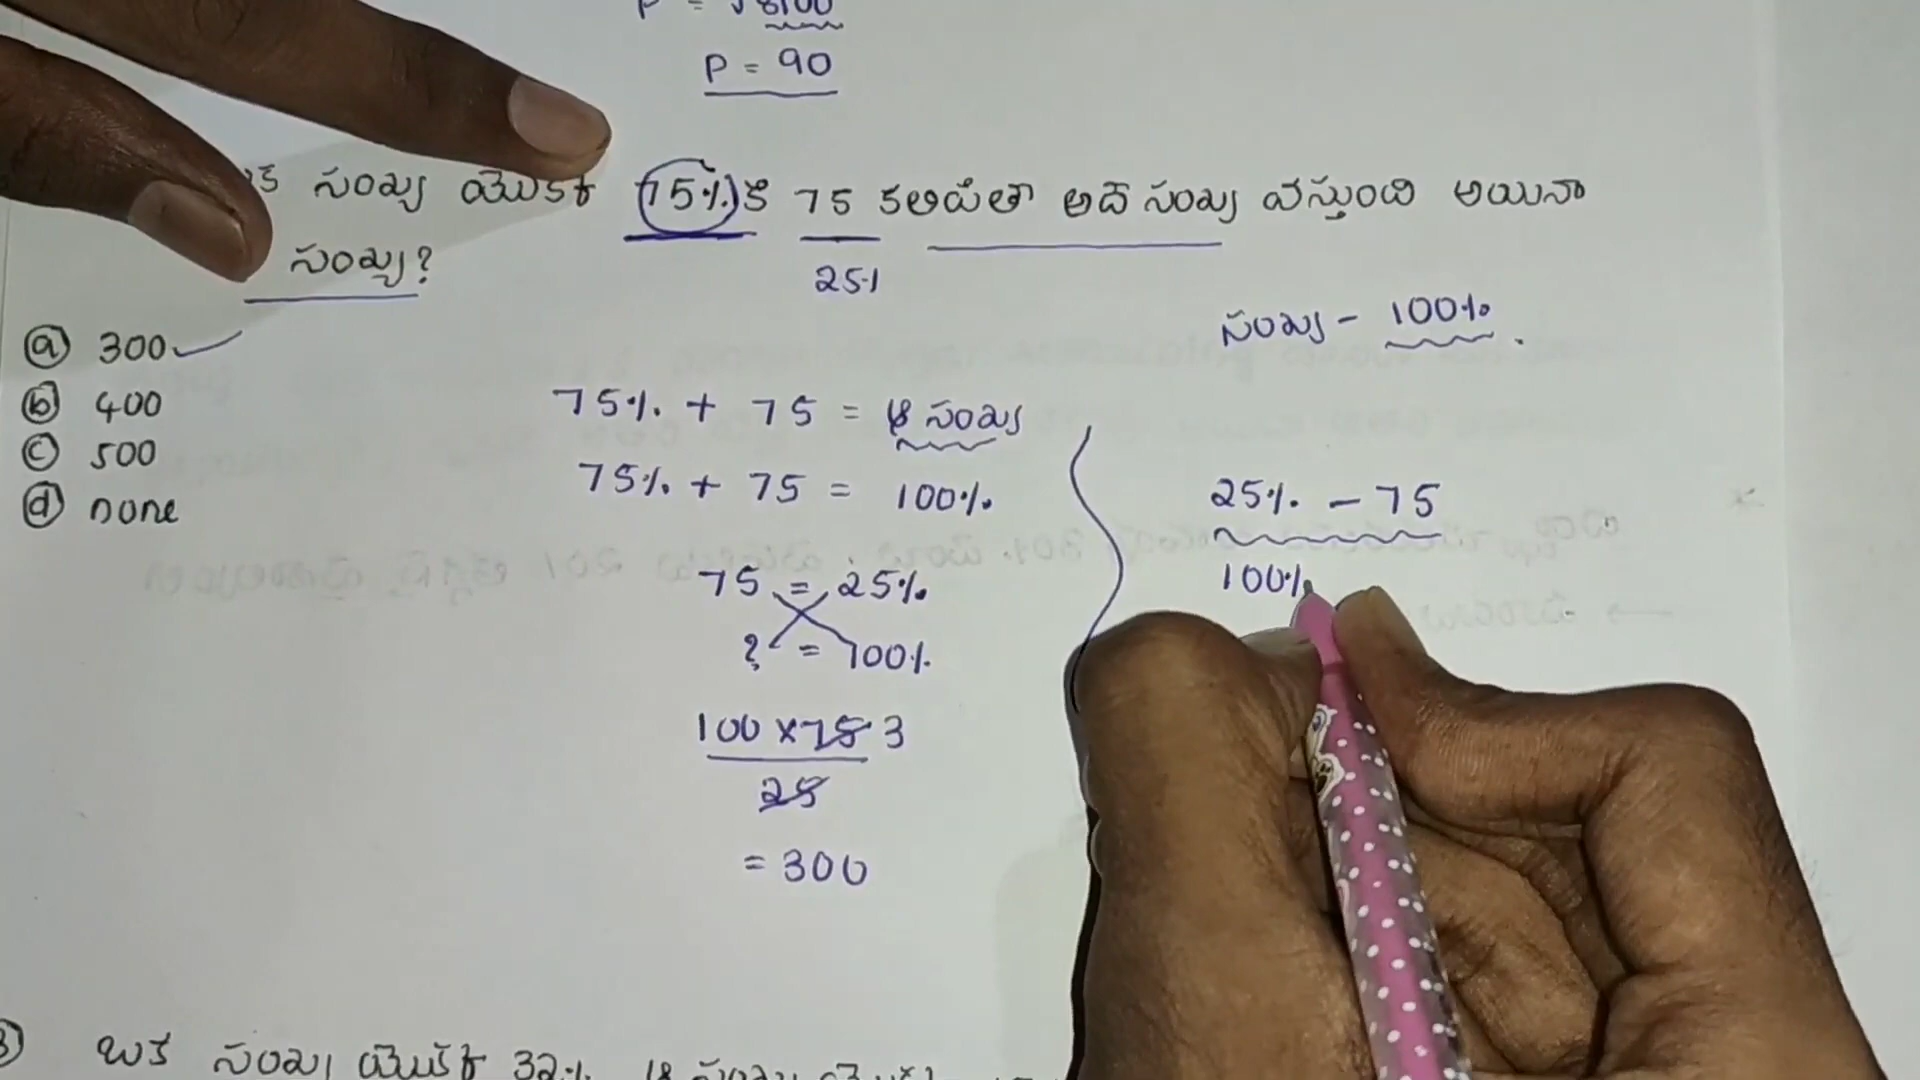 P = √8100
P = 90
సంఖ్య యొక్క 75% కి 75 కలిపితే అదే సంఖ్య వస్తుంది అయినా
సంఖ్య?
25%
సంఖ్య - 100%.
ⓐ 300
ⓑ 400
ⓒ 500
ⓓ none
75% + 75 = ఆ సంఖ్య
75% + 75 = 100%
75 = 25%
? = 100%
100 × 75 3
25
= 300
25% - 75
100%
ఒక సంఖ్య యొక్క 32% ఆ సంఖ్య యొక్క